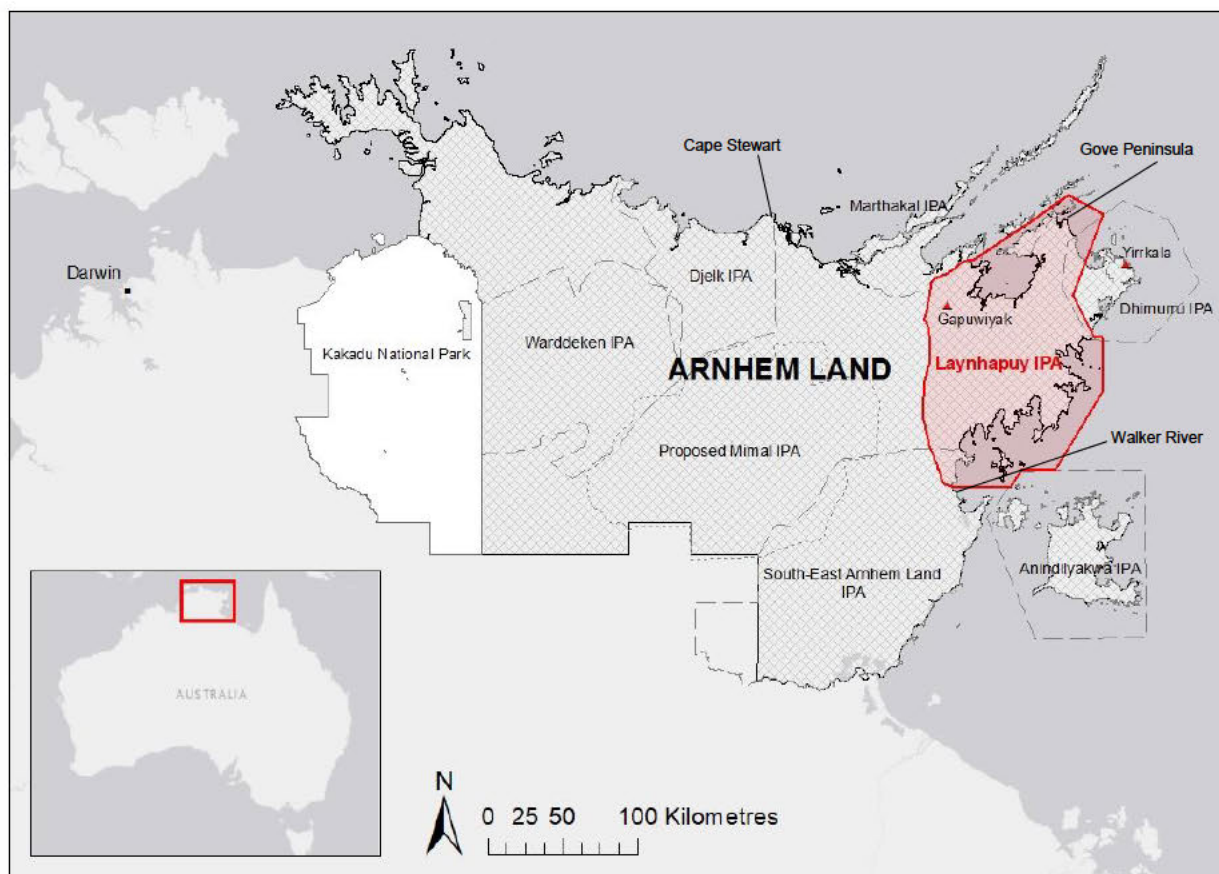 Cape Stewart
Gove Peninsula
Marthakal IPA
Yirrkala
Darwin
Djelk IPA
Dhimurru IPA
Gapuwiyak
Warddeken IPA
Kakadu National Park
ARNHEM LAND
Laynhapuy IPA
Walker River
Proposed Mimal IPA
South-East Arnhem Land
IPA
Anindilyakwa IPA
AUSTRALIA
N
0 25 50 100 Kilometres